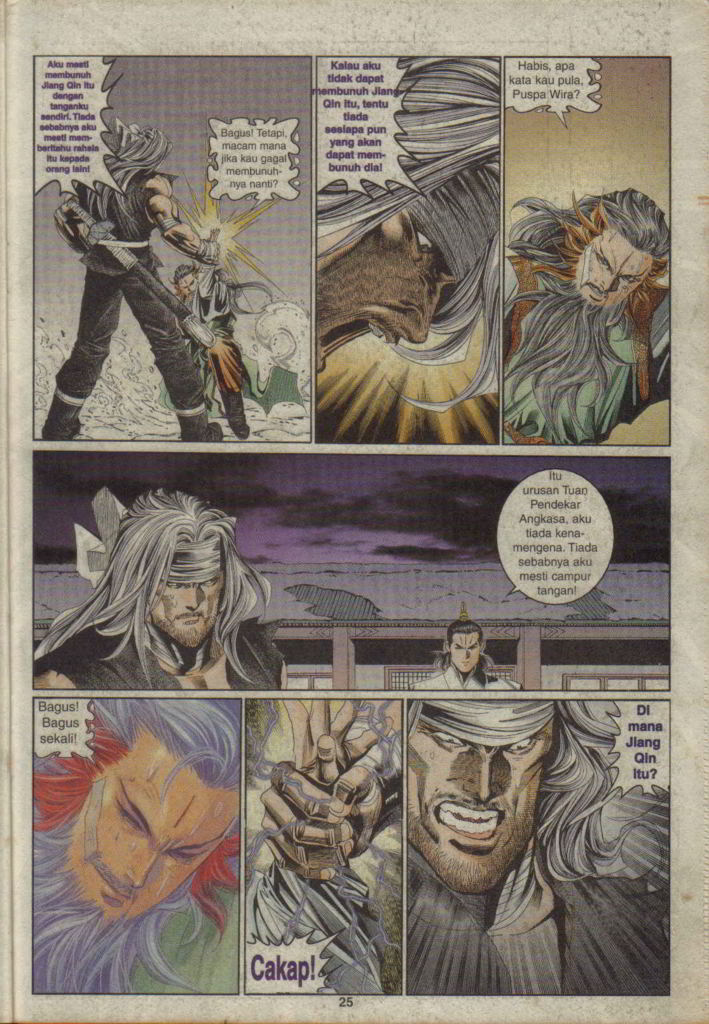 Aku mesti
membunuh
Jiang Qin itu
dengan
tanganku
sendiri. Tiada
sebabnya aku
mesti mem-
beritahu rahsia
itu kepada
orang lain!
Bagus! Tetapi,
macam mana
jika kau gagal
membunuh-
nya nanti?
Kalau aku
tidak dapat
membunuh Jiang
Qin itu, tentu
tiada
sesiapa pun
yang akan
dapat mem-
bunuh dia!
Habis, apa
kata kau pula,
Puspa Wira?
Itu
urusan Tuan
Pendekar
Angkasa, aku
tiada kena-
mengena. Tiada
sebabnya aku
mesti campur
tangan!
Bagus!
Bagus
sekali!
Cakap!
Di
mana
Jiang
Qin
itu?
25